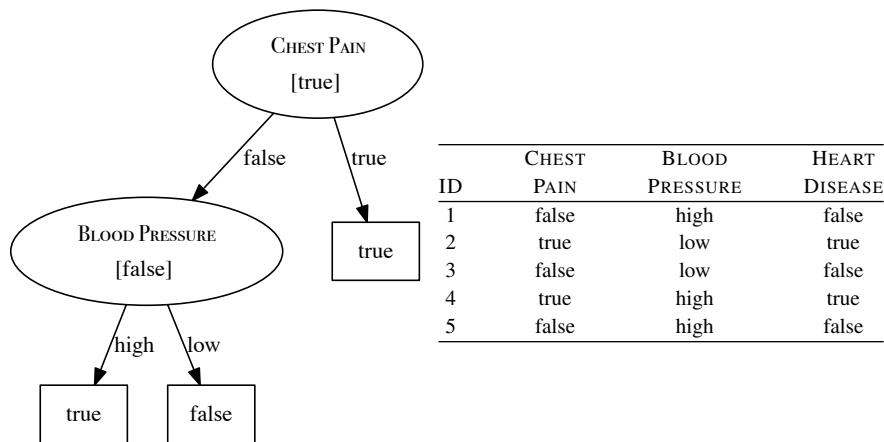 CHEST PAIN
[true]
false
true
BLOOD PRESSURE
[false]
true
high
low
true
false
CHEST BLOOD HEART
ID PAIN PRESSURE DISEASE
1 false high false
2 true low true
3 false low false
4 true high true
5 false high false